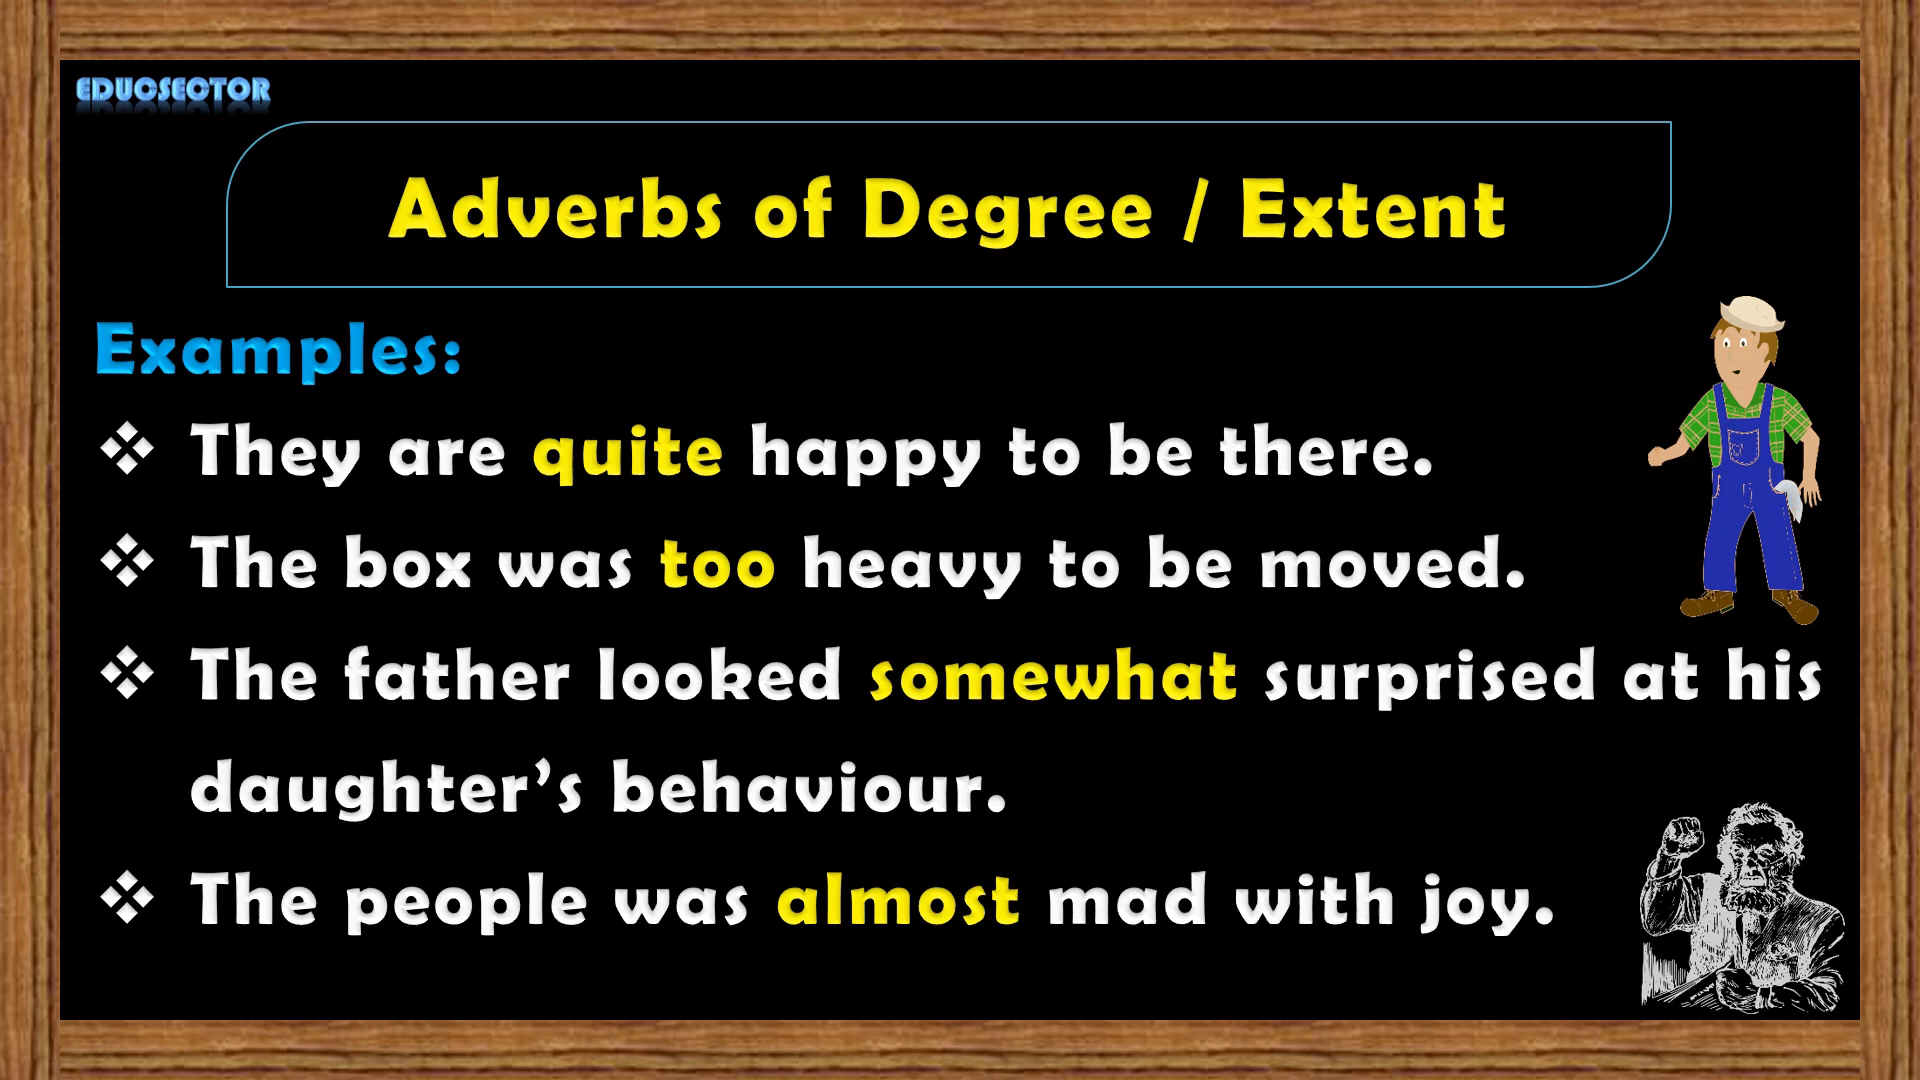 EDUCSECTOR
Adverbs of Degree / Extent
Examples:
❖ They are quite happy to be there.
❖ The box was too heavy to be moved.
❖ The father looked somewhat surprised at his
daughter’s behaviour.
❖ The people was almost mad with joy.